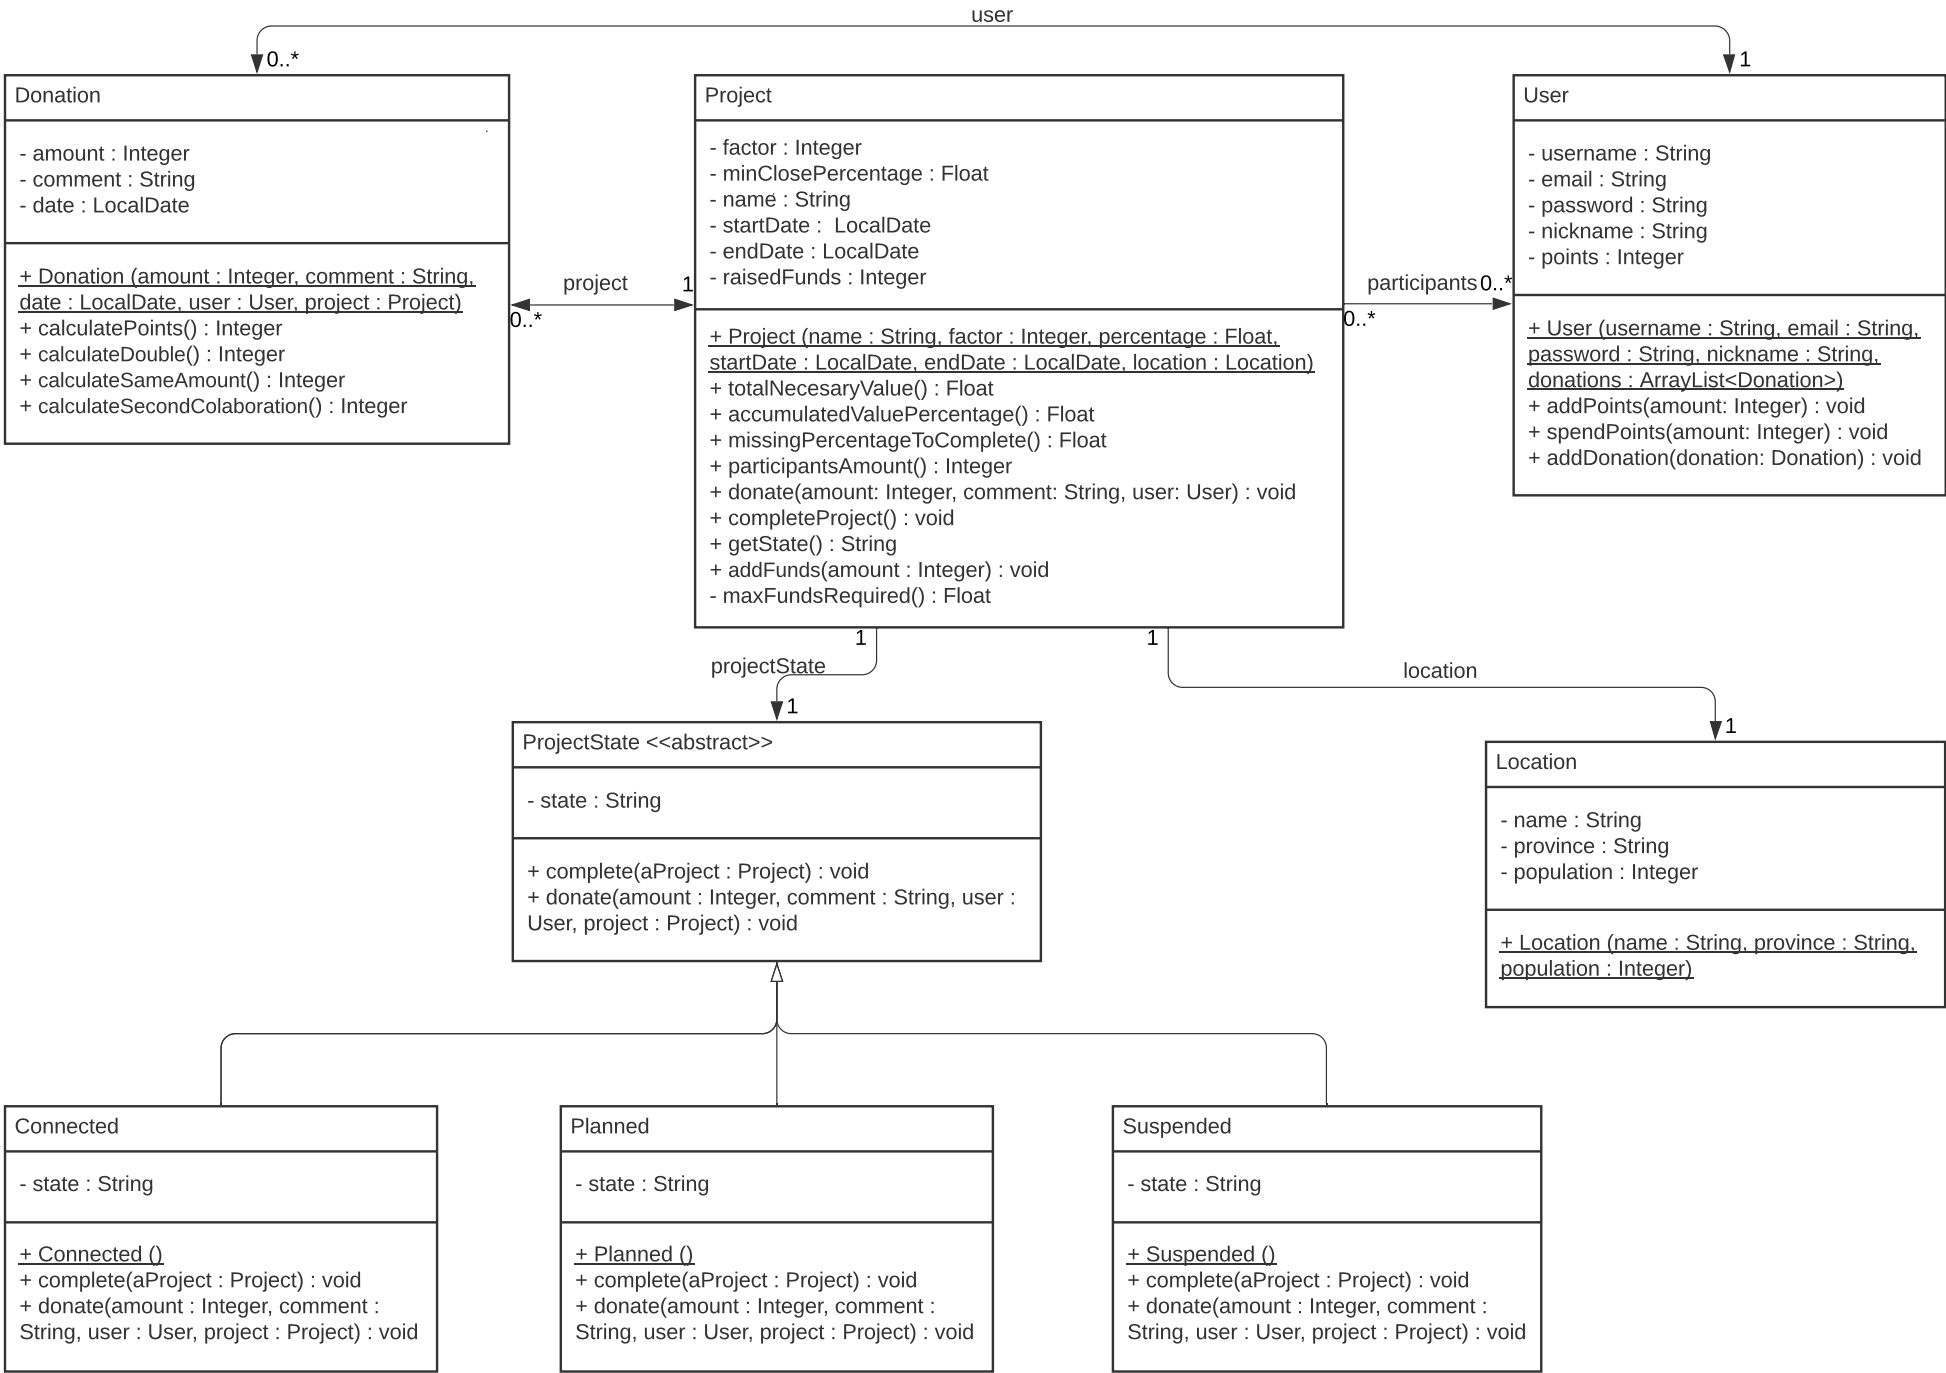 user
0..*
1
Donation
- amount : Integer
- comment : String
- date : LocalDate
+ Donation (amount : Integer, comment : String,
date : LocalDate, user : User, project : Project)
+ calculatePoints() : Integer
+ calculateDouble() : Integer
+ calculateSameAmount() : Integer
+ calculateSecondColaboration() : Integer
project
1
0..*
Project
- factor : Integer
- minClosePercentage : Float
- name : String
- startDate :  LocalDate
- endDate : LocalDate
- raisedFunds : Integer
+ Project (name : String, factor : Integer, percentage : Float,
startDate : LocalDate, endDate : LocalDate, location : Location)
+ totalNecesaryValue() : Float
+ accumulatedValuePercentage() : Float
+ missingPercentageToComplete() : Float
+ participantsAmount() : Integer
+ donate(amount: Integer, comment: String, user: User) : void
+ completeProject() : void
+ getState() : String
+ addFunds(amount : Integer) : void
- maxFundsRequired() : Float
participants
0..*
0..*
User
- username : String
- email : String
- password : String
- nickname : String
- points : Integer
+ User (username : String, email : String,
password : String, nickname : String,
donations : ArrayList<Donation>)
+ addPoints(amount: Integer) : void
+ spendPoints(amount: Integer) : void
+ addDonation(donation: Donation) : void
1
projectState
1
1
location
1
ProjectState <<abstract>>
- state : String
+ complete(aProject : Project) : void
+ donate(amount : Integer, comment : String, user :
User, project : Project) : void
Location
- name : String
- province : String
- population : Integer
+ Location (name : String, province : String,
population : Integer)
Connected
- state : String
+ Connected ()
+ complete(aProject : Project) : void
+ donate(amount : Integer, comment :
String, user : User, project : Project) : void
Planned
- state : String
+ Planned ()
+ complete(aProject : Project) : void
+ donate(amount : Integer, comment :
String, user : User, project : Project) : void
Suspended
- state : String
+ Suspended ()
+ complete(aProject : Project) : void
+ donate(amount : Integer, comment :
String, user : User, project : Project) : void